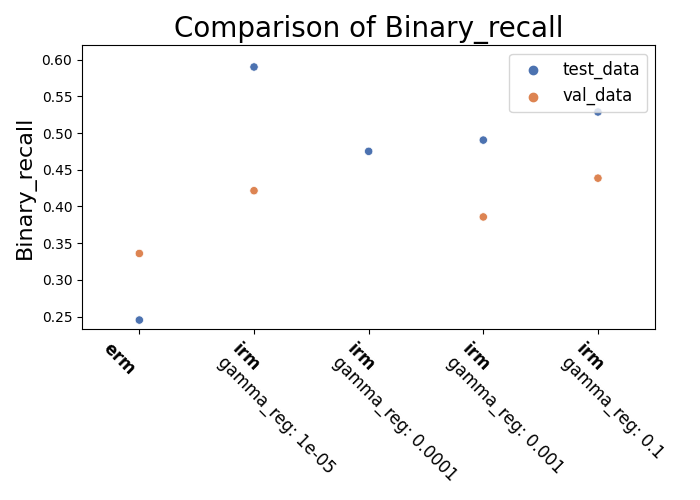 Comparison of Binary_recall
Binary_recall
0.60
0.55
0.50
0.45
0.40
0.35
0.30
0.25
test_data
val_data
erm
irm
gamma_reg: 1e-05
irm
gamma_reg: 0.0001
irm
gamma_reg: 0.001
irm
gamma_reg: 0.1